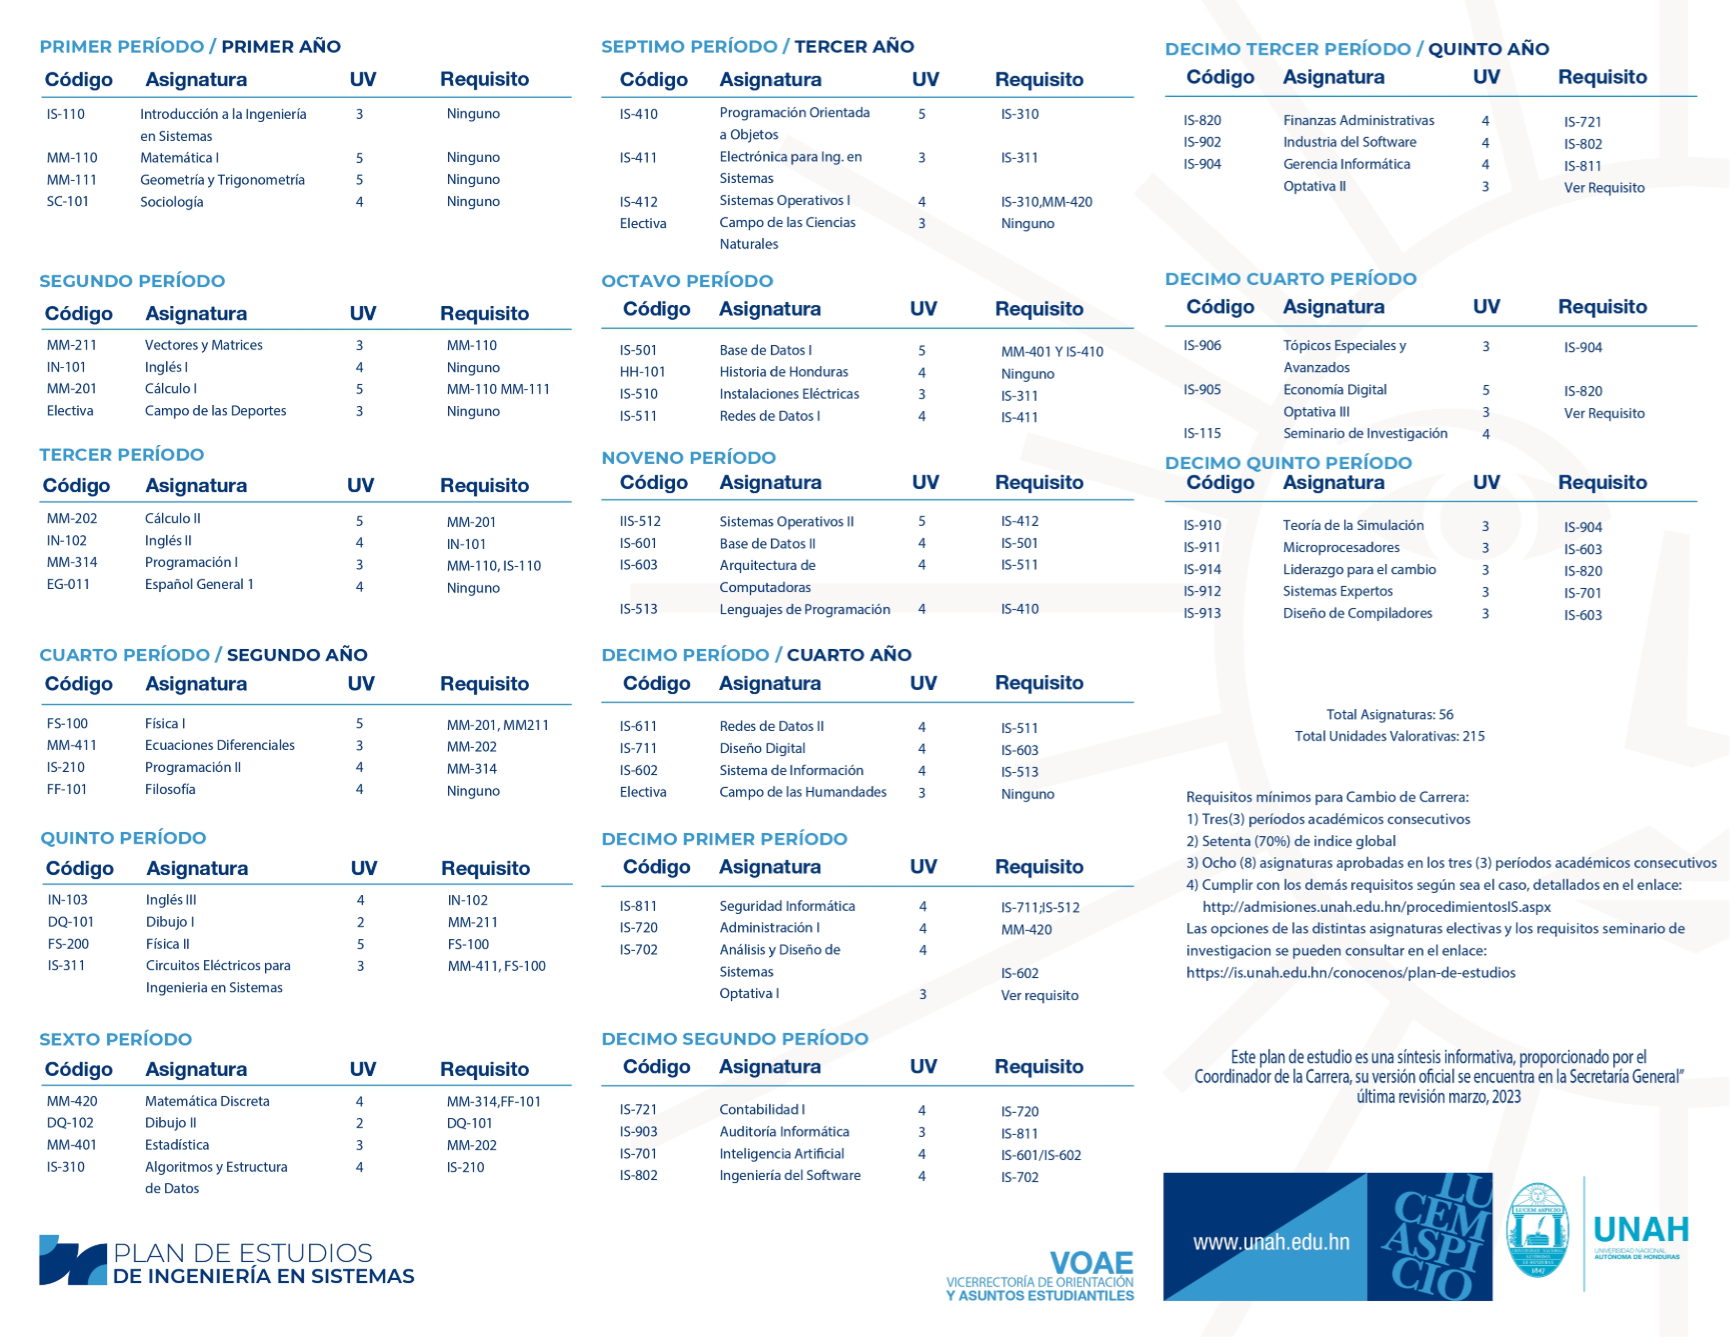 PRIMER PERÍODO / PRIMER AÑO
Código Asignatura UV Requisito
IS-110 Introducción a la Ingeniería 3 Ninguno
en Sistemas
MM-110 Matemática I 5 Ninguno
MM-111 Geometría y Trigonometría 5 Ninguno
SC-101 Sociología 4 Ninguno
SEGUNDO PERÍODO
Código Asignatura UV Requisito
MM-211 Vectores y Matrices 3 MM-110
IN-101 Inglés I 4 Ninguno
MM-201 Cálculo I 5 MM-110 MM-111
Electiva Campo de las Deportes 3 Ninguno
TERCER PERÍODO
Código Asignatura UV Requisito
MM-202 Cálculo II 5 MM-201
IN-102 Inglés II 4 IN-101
MM-314 Programación I 3 MM-110, IS-110
EG-011 Español General 1 4 Ninguno
CUARTO PERÍODO / SEGUNDO AÑO
Código Asignatura UV Requisito
FS-100 Física I 5 MM-201, MM211
MM-411 Ecuaciones Diferenciales 3 MM-202
IS-210 Programación II 4 MM-314
FF-101 Filosofía 4 Ninguno
QUINTO PERÍODO
Código Asignatura UV Requisito
IN-103 Inglés III 4 IN-102
DQ-101 Dibujo I 2 MM-211
FS-200 Física II 5 FS-100
IS-311 Circuitos Eléctricos para 3 MM-411, FS-100
Ingenieria en Sistemas
SEXTO PERÍODO
Código Asignatura UV Requisito
MM-420 Matemática Discreta 4 MM-314,FF-101
DQ-102 Dibujo II 2 DQ-101
MM-401 Estadística 3 MM-202
IS-310 Algoritmos y Estructura 4 IS-210
de Datos
PLAN DE ESTUDIOS
DE INGENIERÍA EN SISTEMAS
SEPTIMO PERÍODO / TERCER AÑO
Código Asignatura UV Requisito
IS-410 Programación Orientada 5 IS-310
a Objetos
IS-411 Electrónica para Ing. en 3 IS-311
Sistemas
IS-412 Sistemas Operativos I 4 IS-310,MM-420
Electiva Campo de las Ciencias 3 Ninguno
Naturales
OCTAVO PERÍODO
Código Asignatura UV Requisito
IS-501 Base de Datos I 5 MM-401 Y IS-410
HH-101 Historia de Honduras 4 Ninguno
IS-510 Instalaciones Eléctricas 3 IS-311
IS-511 Redes de Datos I 4 IS-411
NOVENO PERÍODO
Código Asignatura UV Requisito
IIS-512 Sistemas Operativos II 5 IS-412
IS-601 Base de Datos II 4 IS-501
IS-603 Arquitectura de 4 IS-511
Computadoras
IS-513 Lenguajes de Programación 4 IS-410
DECIMO PERÍODO / CUARTO AÑO
Código Asignatura UV Requisito
IS-611 Redes de Datos II 4 IS-511
IS-711 Diseño Digital 4 IS-603
IS-602 Sistema de Información 4 IS-513
Electiva Campo de las Humandades 3 Ninguno
DECIMO PRIMER PERÍODO
Código Asignatura UV Requisito
IS-811 Seguridad Informática 4 IS-711;IS-512
IS-720 Administración I 4 MM-420
IS-702 Análisis y Diseño de 4
Sistemas IS-602
Optativa I 3 Ver requisito
DECIMO SEGUNDO PERÍODO
Código Asignatura UV Requisito
IS-721 Contabilidad I 4 IS-720
IS-903 Auditoría Informática 3 IS-811
IS-701 Inteligencia Artificial 4 IS-601/IS-602
IS-802 Ingeniería del Software 4 IS-702
VOAE
VICERRECTORÍA DE ORIENTACIÓN
Y ASUNTOS ESTUDIANTILES
DECIMO TERCER PERÍODO / QUINTO AÑO
Código Asignatura UV Requisito
IS-820 Finanzas Administrativas 4 IS-721
IS-902 Industria del Software 4 IS-802
IS-904 Gerencia Informática 4 IS-811
Optativa II 3 Ver Requisito
DECIMO CUARTO PERÍODO
Código Asignatura UV Requisito
IS-906 Tópicos Especiales y 3 IS-904
Avanzados
IS-905 Economía Digital 5 IS-820
Optativa III 3 Ver Requisito
IS-115 Seminario de Investigación 4
DECIMO QUINTO PERÍODO
Código Asignatura UV Requisito
IS-910 Teoría de la Simulación 3 IS-904
IS-911 Microprocesadores 3 IS-603
IS-914 Liderazgo para el cambio 3 IS-820
IS-912 Sistemas Expertos 3 IS-701
IS-913 Diseño de Compiladores 3 IS-603
Total Asignaturas: 56
Total Unidades Valorativas: 215
Requisitos mínimos para Cambio de Carrera:
1) Tres(3) períodos académicos consecutivos
2) Setenta (70%) de indice global
3) Ocho (8) asignaturas aprobadas en los tres (3) períodos académicos consecutivos
4) Cumplir con los demás requisitos según sea el caso, detallados en el enlace:
http://admisiones.unah.edu.hn/procedimientosIS.aspx
Las opciones de las distintas asignaturas electivas y los requisitos seminario de
investigacion se pueden consultar en el enlace:
https://is.unah.edu.hn/conocenos/plan-de-estudios
Este plan de estudio es una síntesis informativa, proporcionado por el
Coordinador de la Carrera, su versión oficial se encuentra en la Secretaría General"
última revisión marzo, 2023
www.unah.edu.hn
LU
CEM
ASPI
CIO
LUCEM ASPICIO
1847
UNAH
UNIVERSIDAD NACIONAL
AUTÓNOMA DE HONDURAS